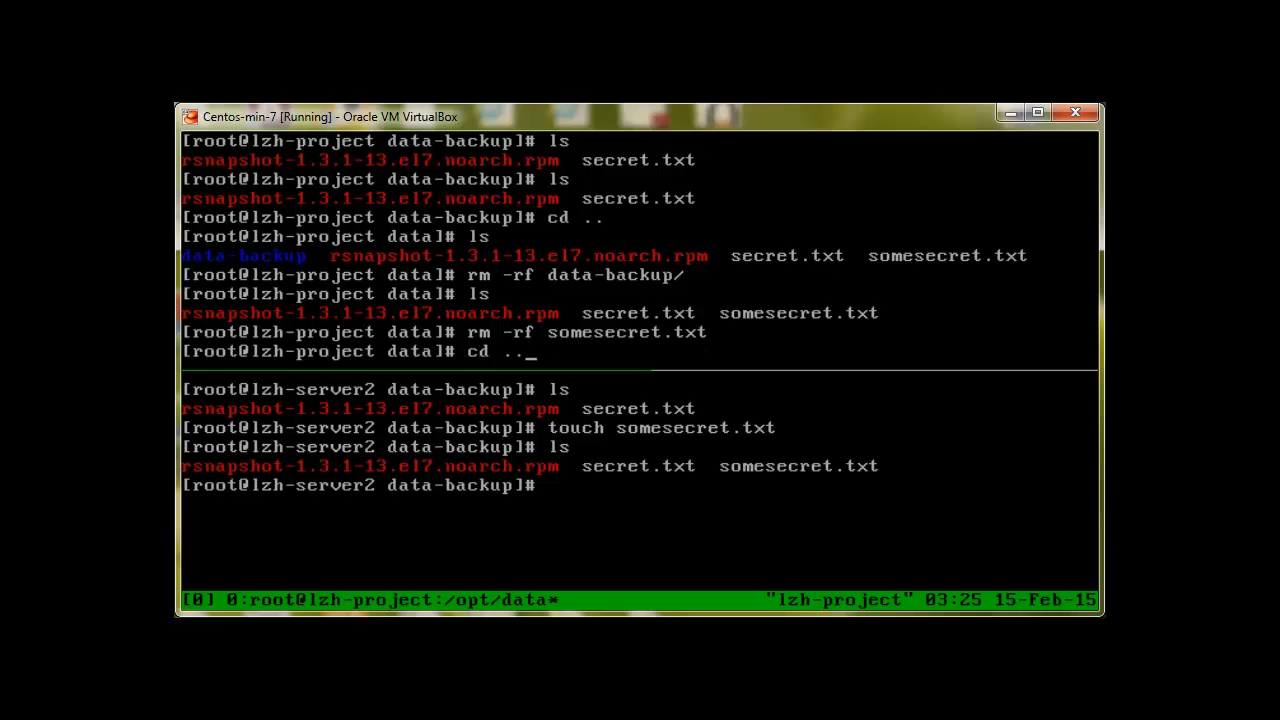 Centos-min-7 [Running] - Oracle VM VirtualBox
[root@lzh-project data-backup]# ls
rsnapshot-1.3.1-13.el7.noarch.rpm  secret.txt
[root@lzh-project data-backup]# ls
rsnapshot-1.3.1-13.el7.noarch.rpm  secret.txt
[root@lzh-project data-backup]# cd ..
[root@lzh-project data]# ls
data-backup  rsnapshot-1.3.1-13.el7.noarch.rpm  secret.txt  somesecret.txt
[root@lzh-project data]# rm -rf data-backup/
[root@lzh-project data]# ls
rsnapshot-1.3.1-13.el7.noarch.rpm  secret.txt  somesecret.txt
[root@lzh-project data]# rm -rf somesecret.txt
[root@lzh-project data]# cd .._
[root@lzh-server2 data-backup]# ls
rsnapshot-1.3.1-13.el7.noarch.rpm  secret.txt
[root@lzh-server2 data-backup]# touch somesecret.txt
[root@lzh-server2 data-backup]# ls
rsnapshot-1.3.1-13.el7.noarch.rpm  secret.txt  somesecret.txt
[root@lzh-server2 data-backup]#
[0] 0:root@lzh-project:/opt/data* "lzh-project" 03:25 15-Feb-15